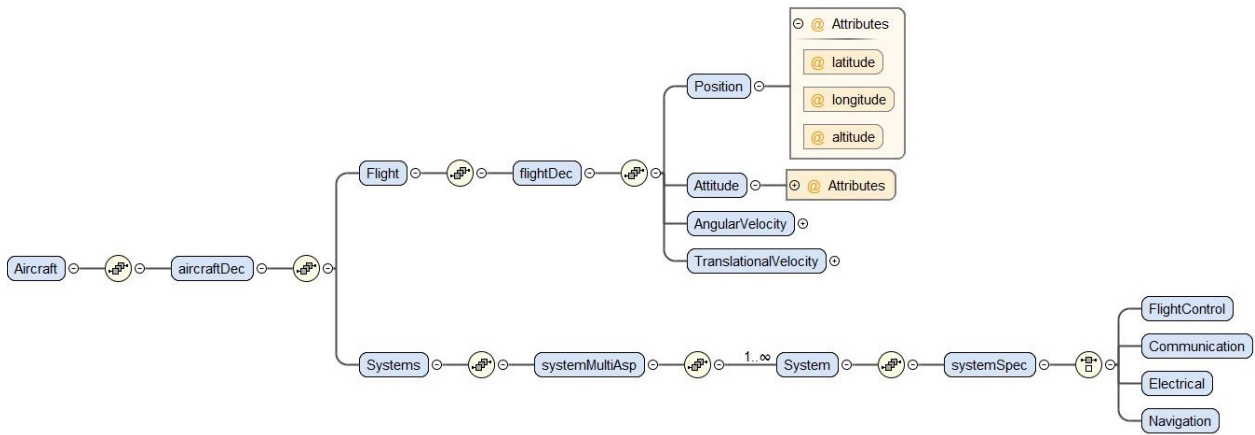 @ Attributes
@ latitude
Position
@ longitude
@ altitude
Flight
flightDec
Attitude
@ Attributes
AngularVelocity
TranslationalVelocity
Aircraft
aircraftDec
FlightControl
Communication
Systems
systemMultiAsp
1..∞
System
systemSpec
Electrical
Navigation